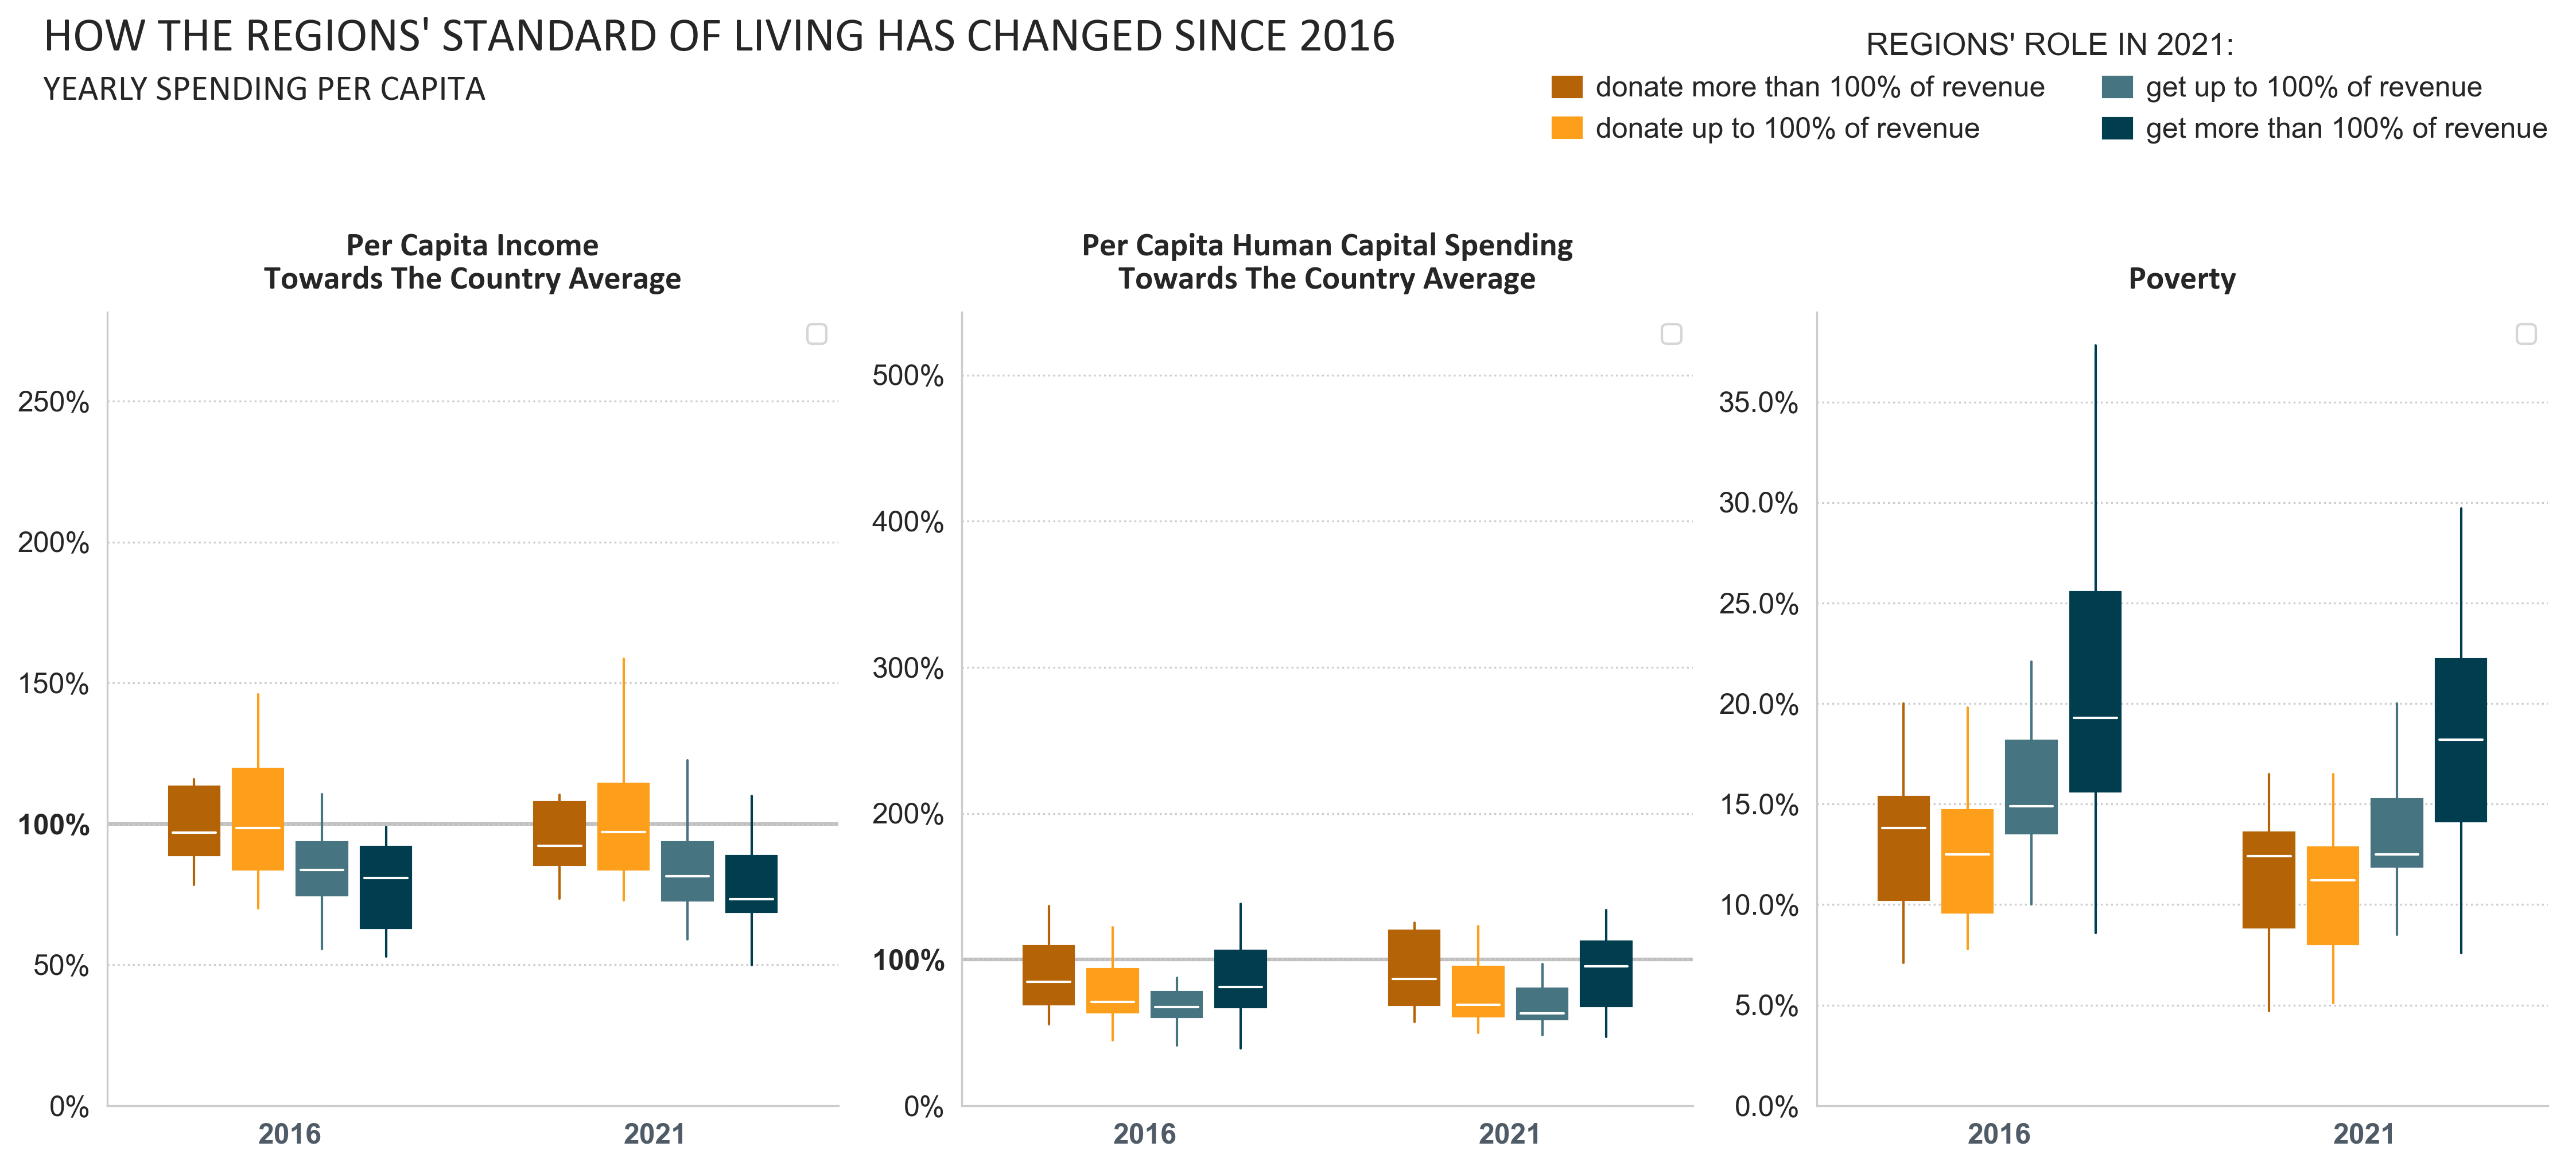 HOW THE REGIONS' STANDARD OF LIVING HAS CHANGED SINCE 2016
YEARLY SPENDING PER CAPITA
REGIONS' ROLE IN 2021:
donate more than 100% of revenue
donate up to 100% of revenue
get up to 100% of revenue
get more than 100% of revenue
Per Capita Income
Towards The Country Average
250%
200%
150%
100%
50%
0%
2016
2021
Per Capita Human Capital Spending
Towards The Country Average
500%
400%
300%
200%
100%
0%
2016
2021
Poverty
35.0%
30.0%
25.0%
20.0%
15.0%
10.0%
5.0%
0.0%
2016
2021